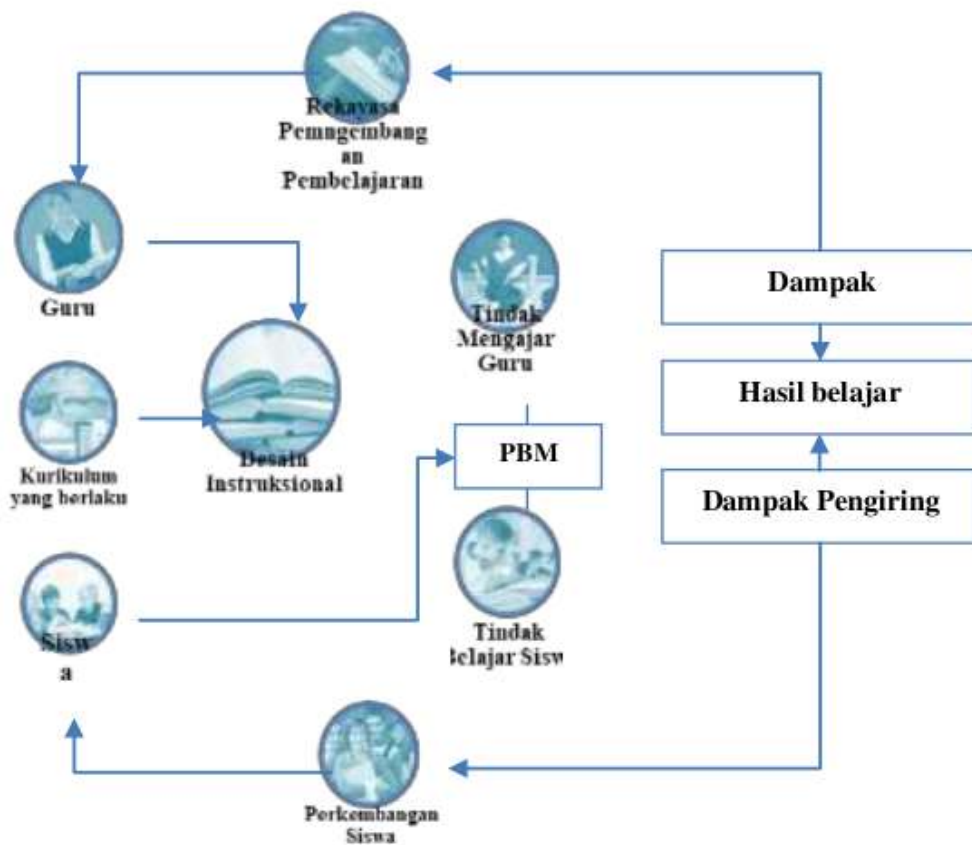 Rekayasa
Pemngembang
an
Pembelajaran
Guru
Tindak
Mengajar
Guru
Dampak
Hasil belajar
Kurikulum
yang berlaku
Desain
Instruksional
PBM
Dampak Pengiring
Sisw
a
Tindak
Belajar Sisw
Perkembangan
Siswa